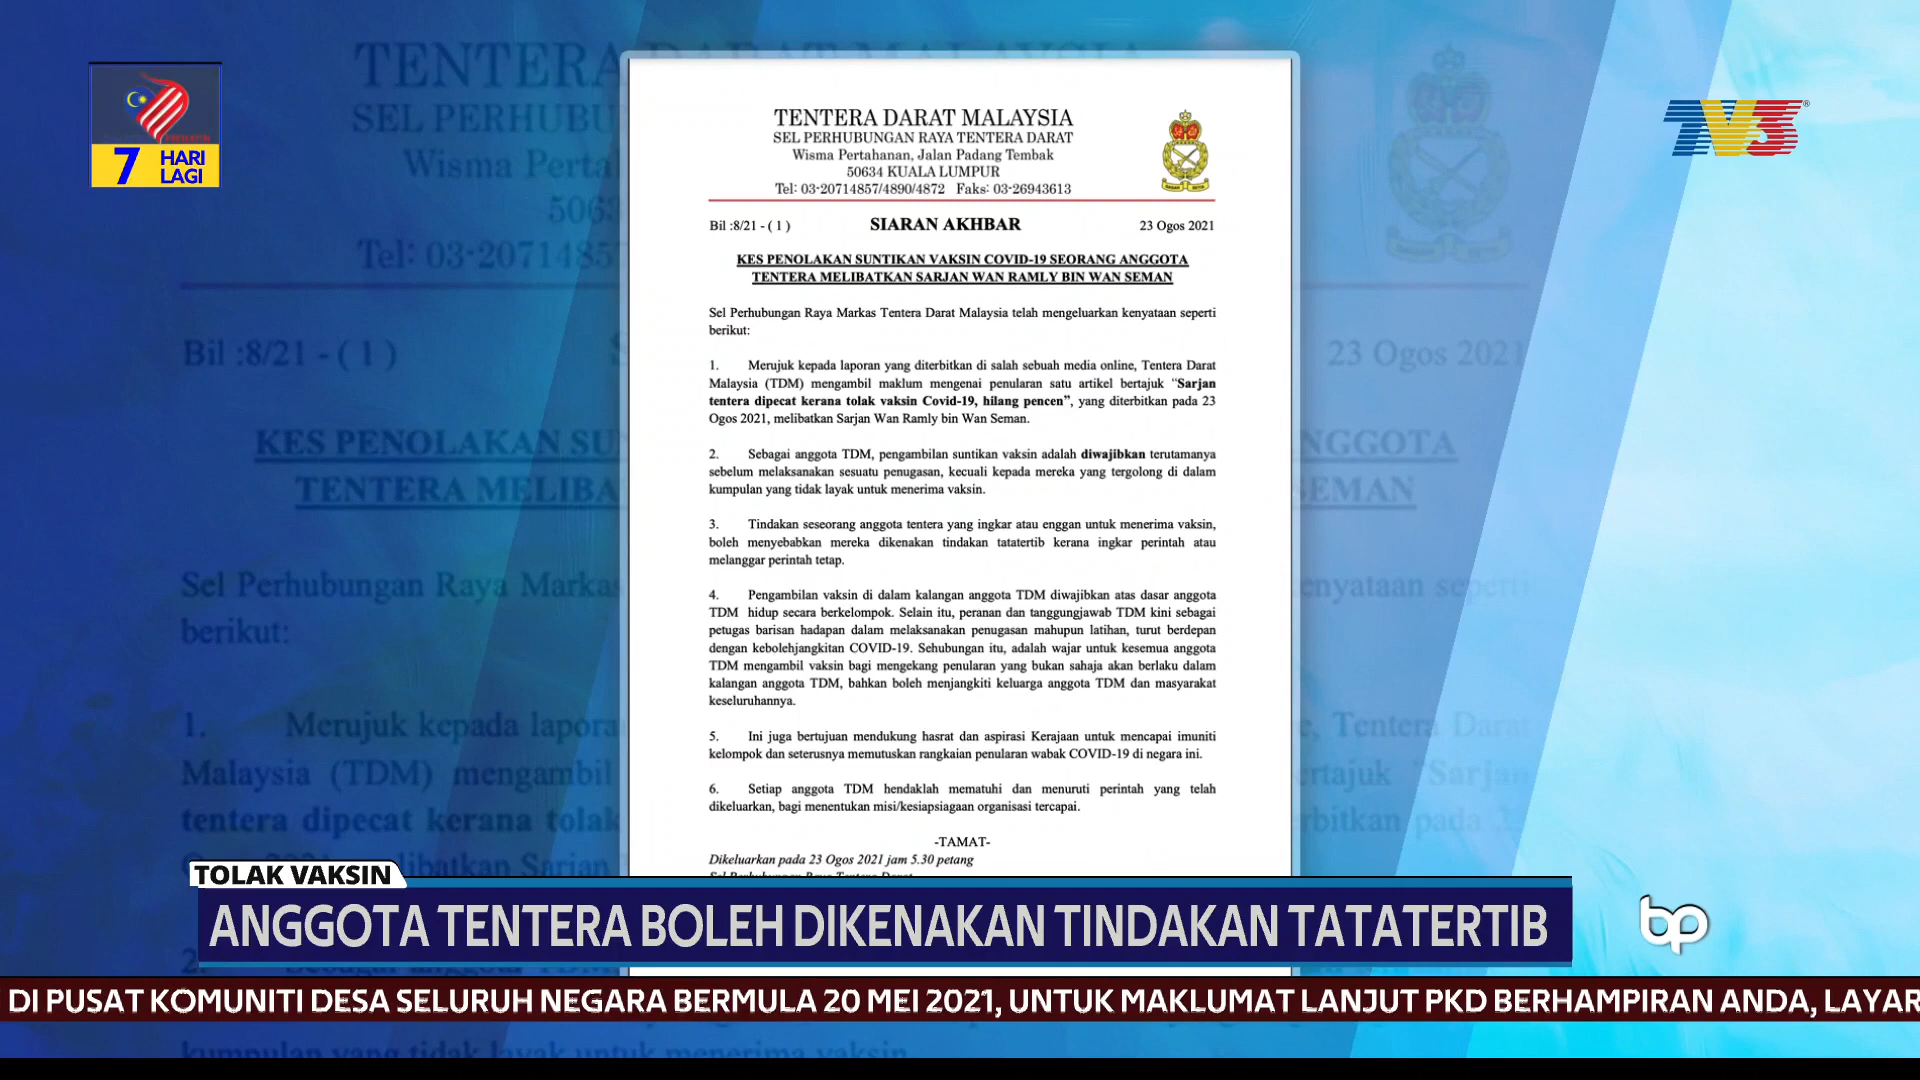 7 HARI
LAGI
TV3
TENTERA DARAT MALAYSIA
SEL PERHUBUNGAN RAYA TENTERA DARAT
Wisma Pertahanan, Jalan Padang Tembak
50634 KUALA LUMPUR
Tel: 03-20714857/4890/4872 Faks: 03-26943613
Bil :8/21 - ( 1 ) SIARAN AKHBAR 23 Ogos 2021
KES PENOLAKAN SUNTIKAN VAKSIN COVID-19 SEORANG ANGGOTA
TENTERA MELIBATKAN SARJAN WAN RAMLY BIN WAN SEMAN
Sel Perhubungan Raya Markas Tentera Darat Malaysia telah mengeluarkan kenyataan seperti
berikut:
1. Merujuk kepada laporan yang diterbitkan di salah sebuah media online, Tentera Darat
Malaysia (TDM) mengambil maklum mengenai penularan satu artikel bertajuk "Sarjan
tentera dipecat kerana tolak vaksin Covid-19, hilang pencen", yang diterbitkan pada 23
Ogos 2021, melibatkan Sarjan Wan Ramly bin Wan Seman.
2. Sebagai anggota TDM, pengambilan suntikan vaksin adalah diwajibkan terutamanya
sebelum melaksanakan sesuatu penugasan, kecuali kepada mereka yang tergolong di dalam
kumpulan yang tidak layak untuk menerima vaksin.
3. Tindakan seseorang anggota tentera yang ingkar atau enggan untuk menerima vaksin,
boleh menyebabkan mereka dikenakan tindakan tatatertib kerana ingkar perintah atau
melanggar perintah tetap.
4. Pengambilan vaksin di dalam kalangan anggota TDM diwajibkan atas dasar anggota
TDM hidup secara berkelompok. Selain itu, peranan dan tanggungjawab TDM kini sebagai
petugas barisan hadapan dalam melaksanakan penugasan mahupun latihan, turut berdepan
dengan kebolehjangkitan COVID-19. Sehubungan itu, adalah wajar untuk kesemua anggota
TDM mengambil vaksin bagi mengekang penularan yang bukan sahaja akan berlaku dalam
kalangan anggota TDM, bahkan boleh menjangkiti keluarga anggota TDM dan masyarakat
keseluruhannya.
5. Ini juga bertujuan mendukung hasrat dan aspirasi Kerajaan untuk mencapai imuniti
kelompok dan seterusnya memutuskan rangkaian penularan wabak COVID-19 di negara ini.
6. Setiap anggota TDM hendaklah mematuhi dan menuruti perintah yang telah
dikeluarkan, bagi menentukan misi/kesiapsiagaan organisasi tercapai.
-TAMAT-
Dikeluarkan pada 23 Ogos 2021 jam 5.30 petang
TOLAK VAKSIN
ANGGOTA TENTERA BOLEH DIKENAKAN TINDAKAN TATATERTIB
bp
DI PUSAT KOMUNITI DESA SELURUH NEGARA BERMULA 20 MEI 2021, UNTUK MAKLUMAT LANJUT PKD BERHAMPIRAN ANDA, LAYAR